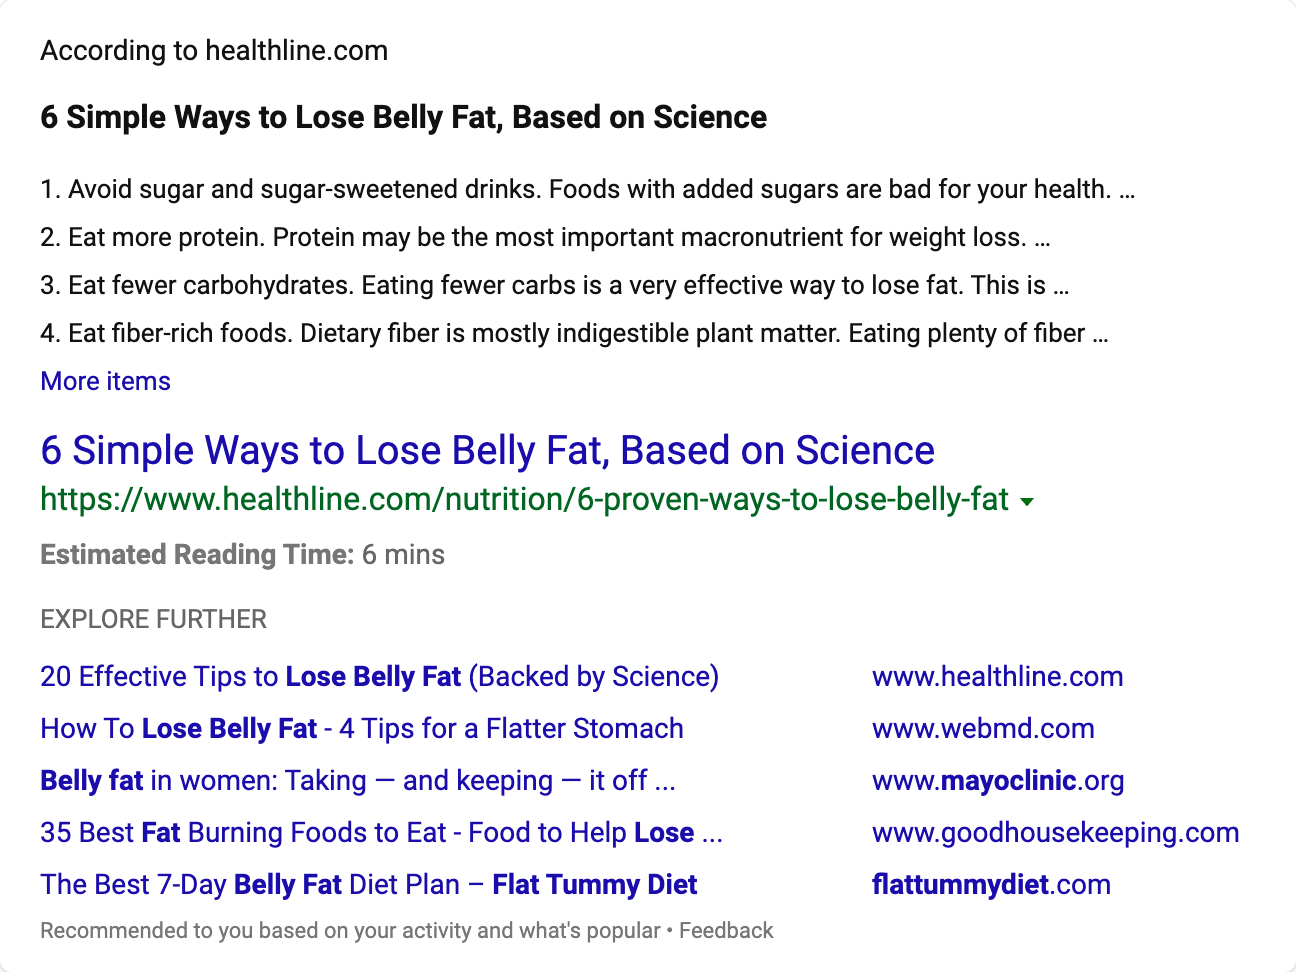 According to healthline.com
6 Simple Ways to Lose Belly Fat, Based on Science
1. Avoid sugar and sugar-sweetened drinks. Foods with added sugars are bad for your health. ...
2. Eat more protein. Protein may be the most important macronutrient for weight loss. ...
3. Eat fewer carbohydrates. Eating fewer carbs is a very effective way to lose fat. This is ...
4. Eat fiber-rich foods. Dietary fiber is mostly indigestible plant matter. Eating plenty of fiber ...
More items
6 Simple Ways to Lose Belly Fat, Based on Science
https://www.healthline.com/nutrition/6-proven-ways-to-lose-belly-fat
Estimated Reading Time: 6 mins
EXPLORE FURTHER
20 Effective Tips to Lose Belly Fat (Backed by Science) www.healthline.com
How To Lose Belly Fat - 4 Tips for a Flatter Stomach www.webmd.com
Belly fat in women: Taking — and keeping — it off ... www.mayoclinic.org
35 Best Fat Burning Foods to Eat - Food to Help Lose ... www.goodhousekeeping.com
The Best 7-Day Belly Fat Diet Plan – Flat Tummy Diet flattummydiet.com
Recommended to you based on your activity and what's popular • Feedback